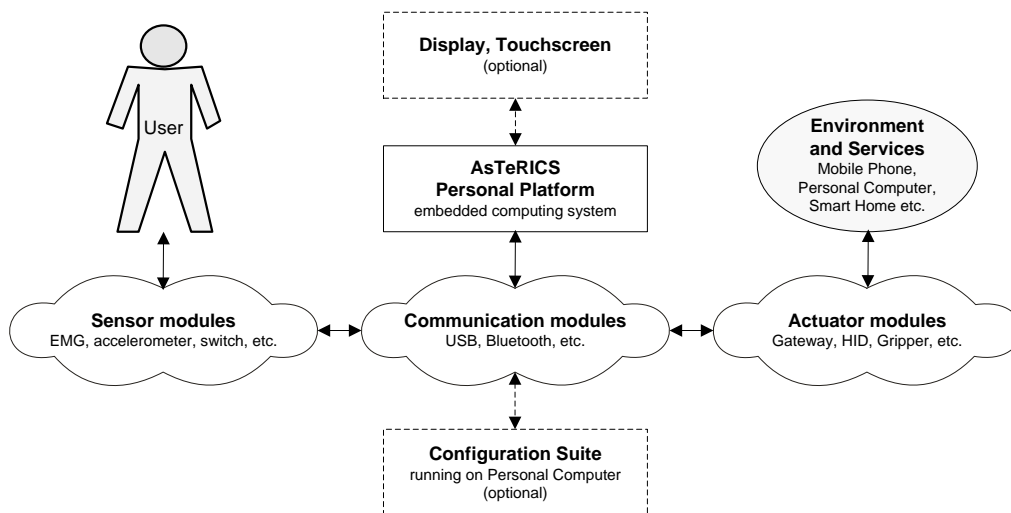 Display, Touchscreen
(optional)
User
AsTeRICS
Personal Platform
embedded computing system
Environment
and Services
Mobile Phone,
Personal Computer,
Smart Home etc.
Sensor modules
EMG, accelerometer, switch, etc.
Communication modules
USB, Bluetooth, etc.
Actuator modules
Gateway, HID, Gripper, etc.
Configuration Suite
running on Personal Computer
(optional)